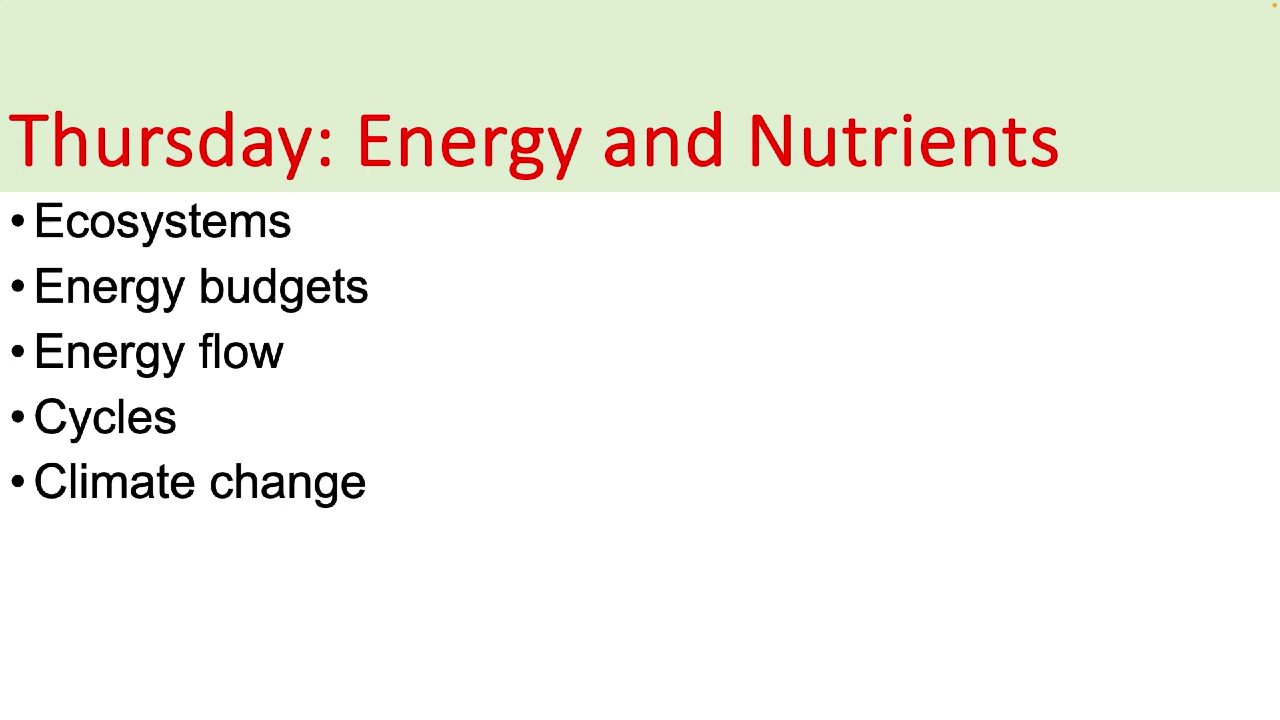 Thursday: Energy and Nutrients
• Ecosystems
• Energy budgets
• Energy flow
• Cycles
• Climate change